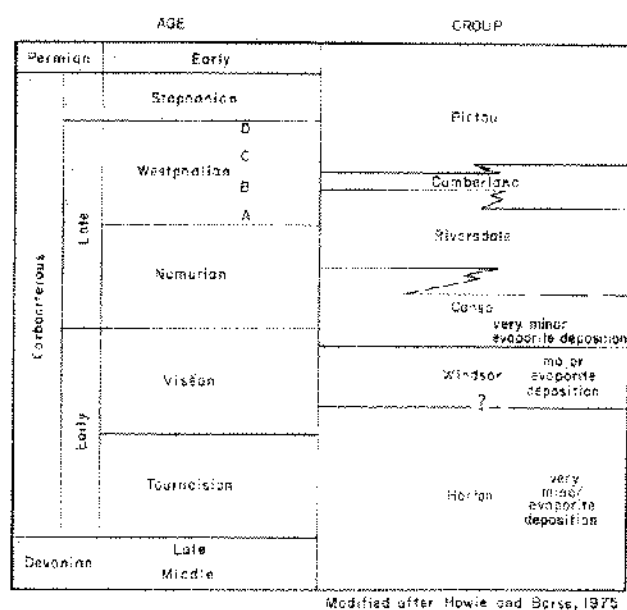 AGE GROUP
Permian Early
Stephanian
Pictou
D
C
Westphalian
Cumberland
B
A
Late
Riversdale
Namurian
Canso
Carboniferous
very minor
evaporite deposition
major
Windsor evaporite
deposition
Viséan
?
Early
Tournaisian
Horton
very
minor
evaporite
deposition
Late
Devonian
Middle
Modified after Howie and Barss, 1975